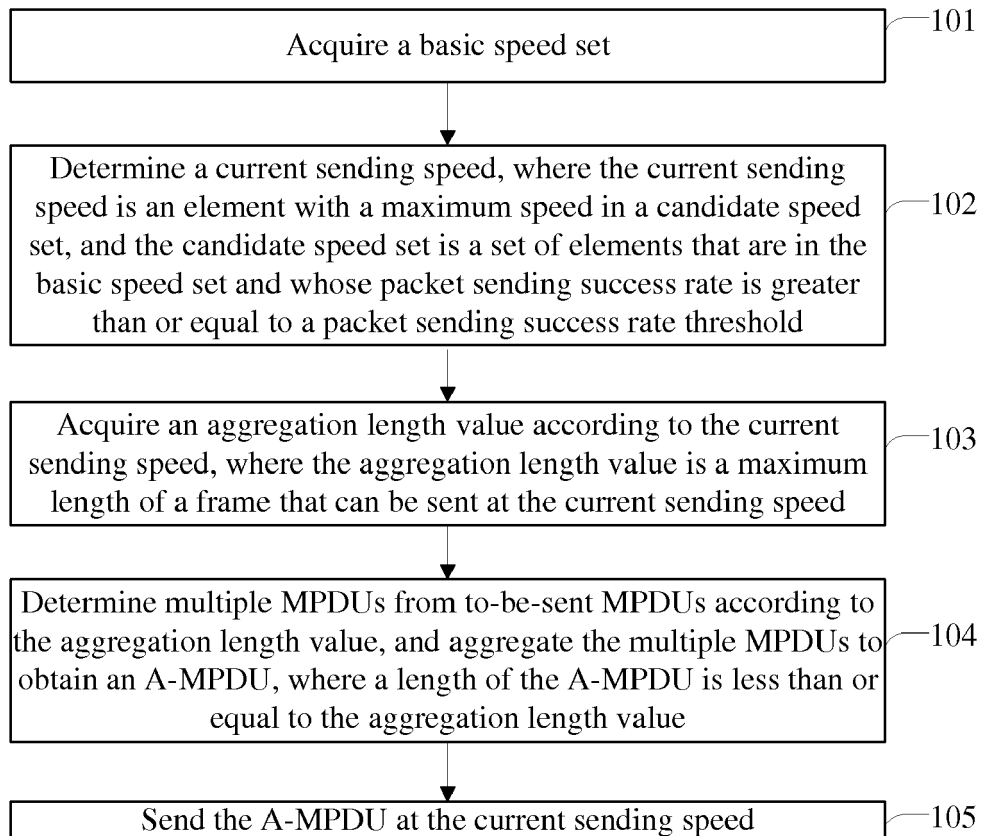 Acquire a basic speed set
101
Determine a current sending speed, where the current sending
speed is an element with a maximum speed in a candidate speed
set, and the candidate speed set is a set of elements that are in the
basic speed set and whose packet sending success rate is greater
than or equal to a packet sending success rate threshold
102
Acquire an aggregation length value according to the current
sending speed, where the aggregation length value is a maximum
length of a frame that can be sent at the current sending speed
103
Determine multiple MPDUs from to-be-sent MPDUs according to
the aggregation length value, and aggregate the multiple MPDUs to
obtain an A-MPDU, where a length of the A-MPDU is less than or
equal to the aggregation length value
104
Send the A-MPDU at the current sending speed
105